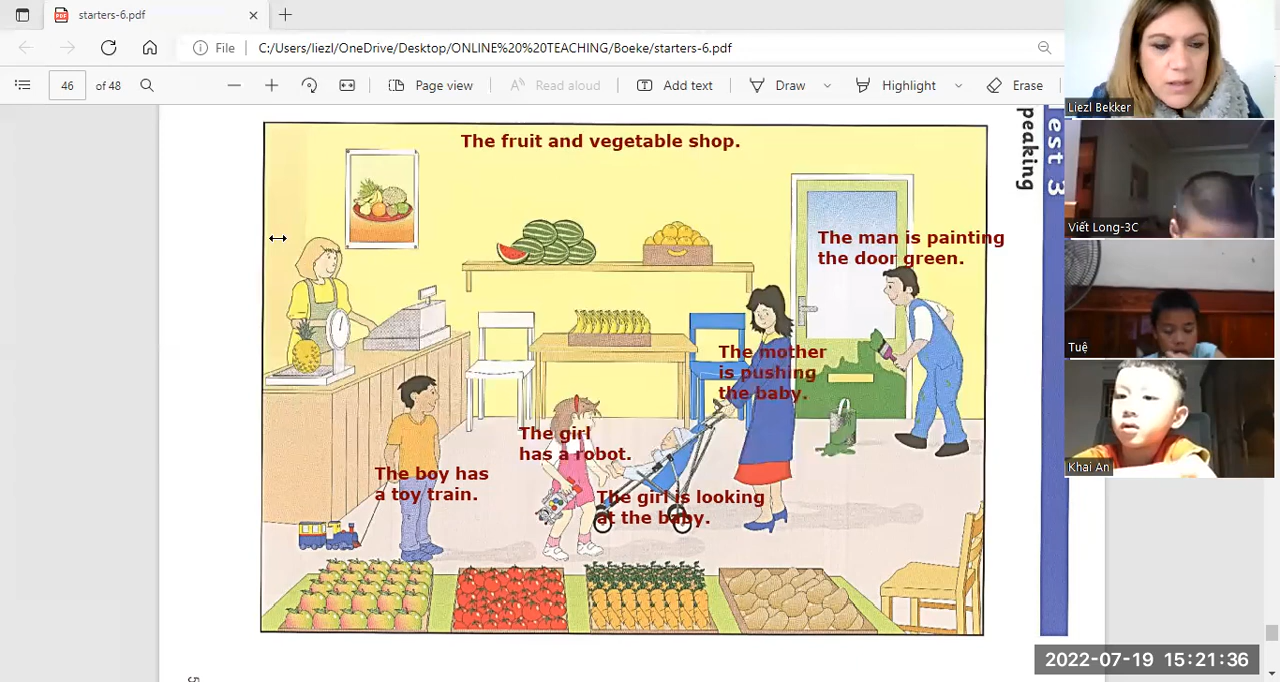 starters-6.pdf
File
C:/Users/liezl/OneDrive/Desktop/ONLINE%20%20TEACHING/Boeke/starters-6.pdf
46 of 48
Page view
Read aloud
Add text
Draw
Highlight
Erase
The fruit and vegetable shop.
The man is painting
the door green.
The mother
is pushing
the baby.
The girl
has a robot.
The boy has
a toy train.
The girl is looking
at the baby.
est 3
peaking
Liezl Bekker
Viết Long-3C
Tuệ
Khai An
2022-07-19 15:21:36